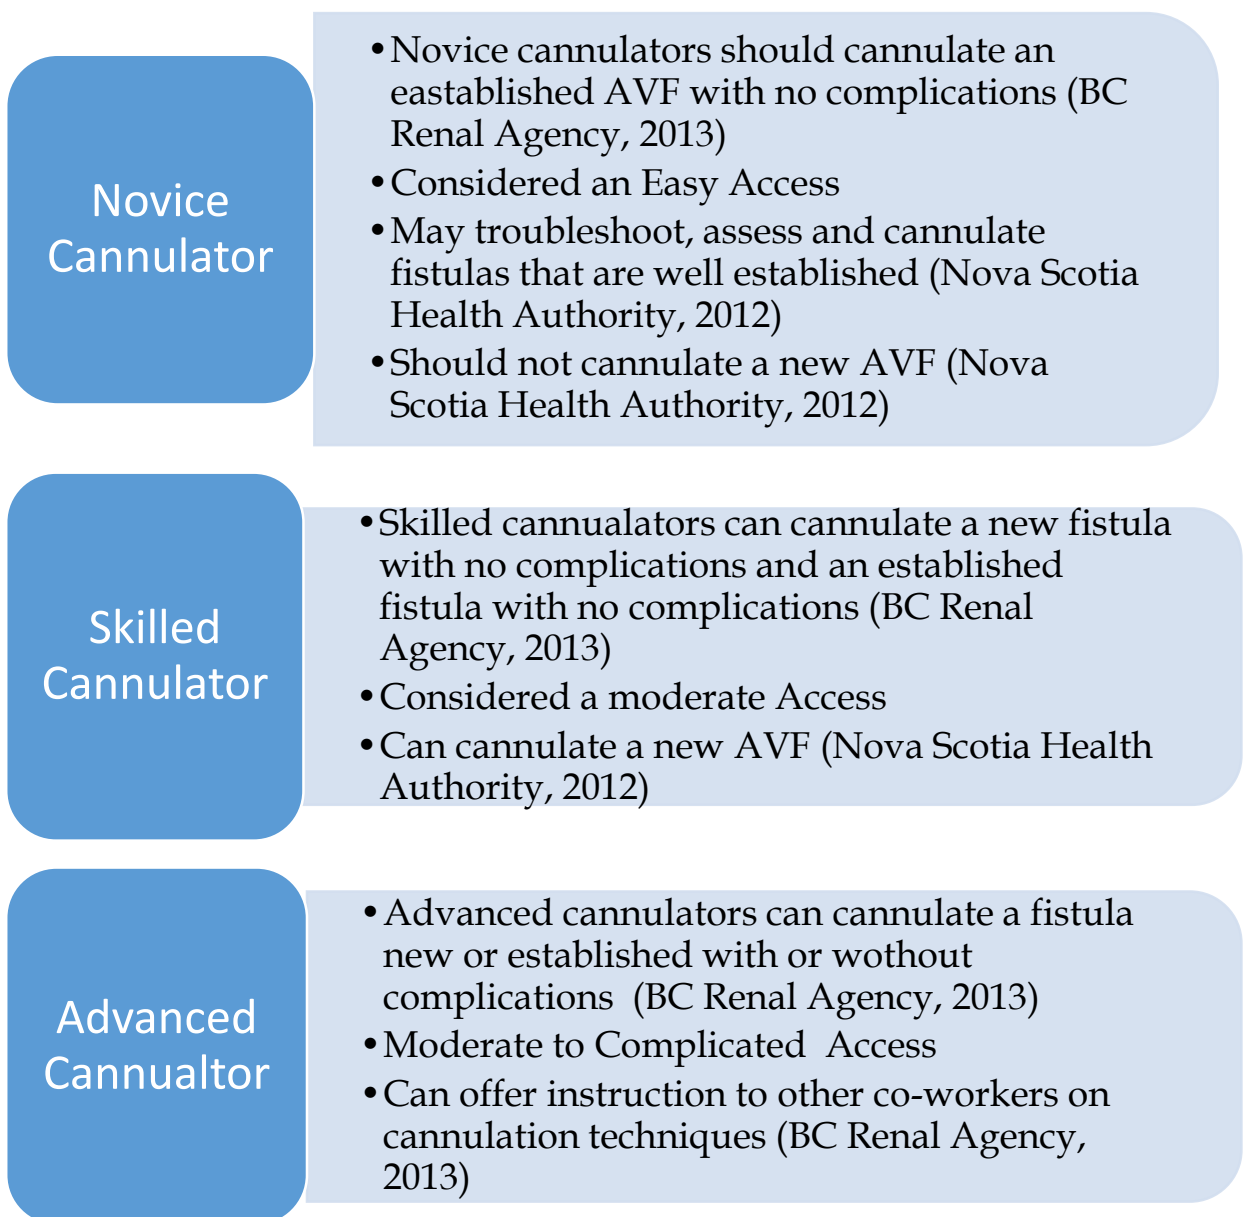 Novice
Cannulator
•Novice cannulators should cannulate an
eastablished AVF with no complications (BC
Renal Agency, 2013)
•Considered an Easy Access
•May troubleshoot, assess and cannulate
fistulas that are well established (Nova Scotia
Health Authority, 2012)
•Should not cannulate a new AVF (Nova
Scotia Health Authority, 2012)
Skilled
Cannulator
•Skilled cannualators can cannulate a new fistula
with no complications and an established
fistula with no complications (BC Renal
Agency, 2013)
•Considered a moderate Access
•Can cannulate a new AVF (Nova Scotia Health
Authority, 2012)
Advanced
Cannualtor
•Advanced cannulators can cannulate a fistula
new or established with or wothout
complications  (BC Renal Agency, 2013)
•Moderate to Complicated  Access
•Can offer instruction to other co-workers on
cannulation techniques (BC Renal Agency,
2013)